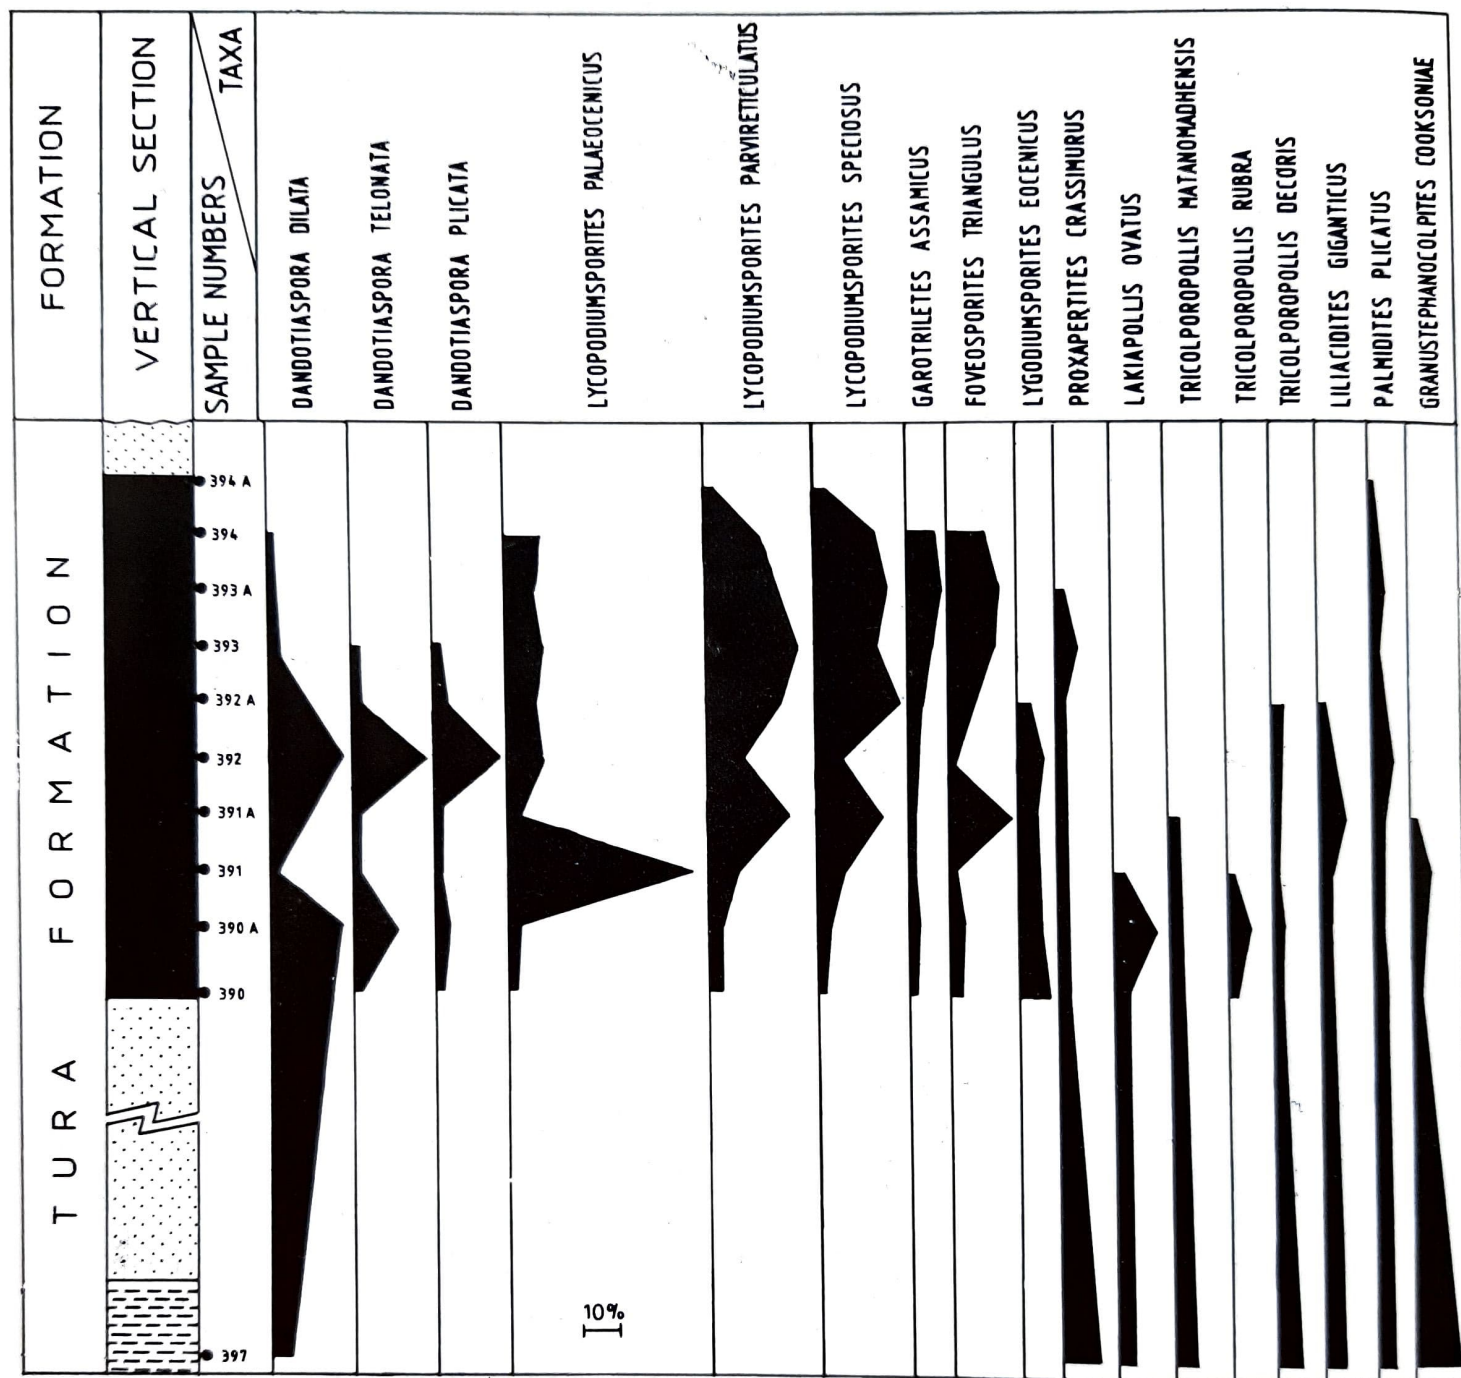 FORMATION
VERTICAL SECTION
SAMPLE NUMBERS
TAXA
DANDOTIASPORA DILATA
DANDOTIASPORA TELONATA
DANDOTIASPORA PLICATA
LYCOPODIUMSPORITES PALAEOCENICUS
LYCOPODIUMSPORITES PARVIRETICULATUS
LYCOPODIUMSPORITES SPECIOSUS
GAROTRILETES ASSAMICUS
FOVEOSPORITES TRIANGULUS
LYGODIUMSPORITES EOCENICUS
PROXAPERTITES CRASSIMURUS
LAKIAPOLLIS OVATUS
TRICOLPOROPOLLIS MATANOMADHENSIS
TRICOLPOROPOLLIS RUBRA
TRICOLPOROPOLLIS DECORIS
LILIACIDITES GIGANTICUS
PALMIDITES PLICATUS
GRANUSTEPHANOCOLPITES COOKSONIAE
TURA FORMATION
394 A
394
393 A
393
392 A
392
391 A
391
390 A
390
397
10%